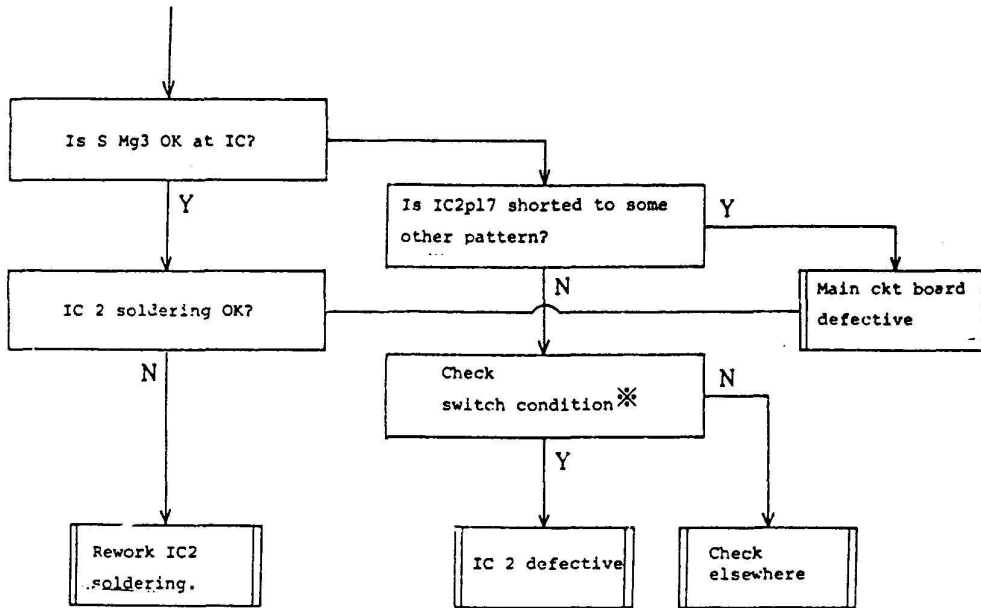 Is S Mg3 OK at IC?
Y
Is IC2p17 shorted to some
other pattern?
Y
IC 2 soldering OK?
N
Main ckt board
defective
N
Check
switch condition※
N
Y
Rework IC2
soldering.
IC 2 defective
Check
elsewhere